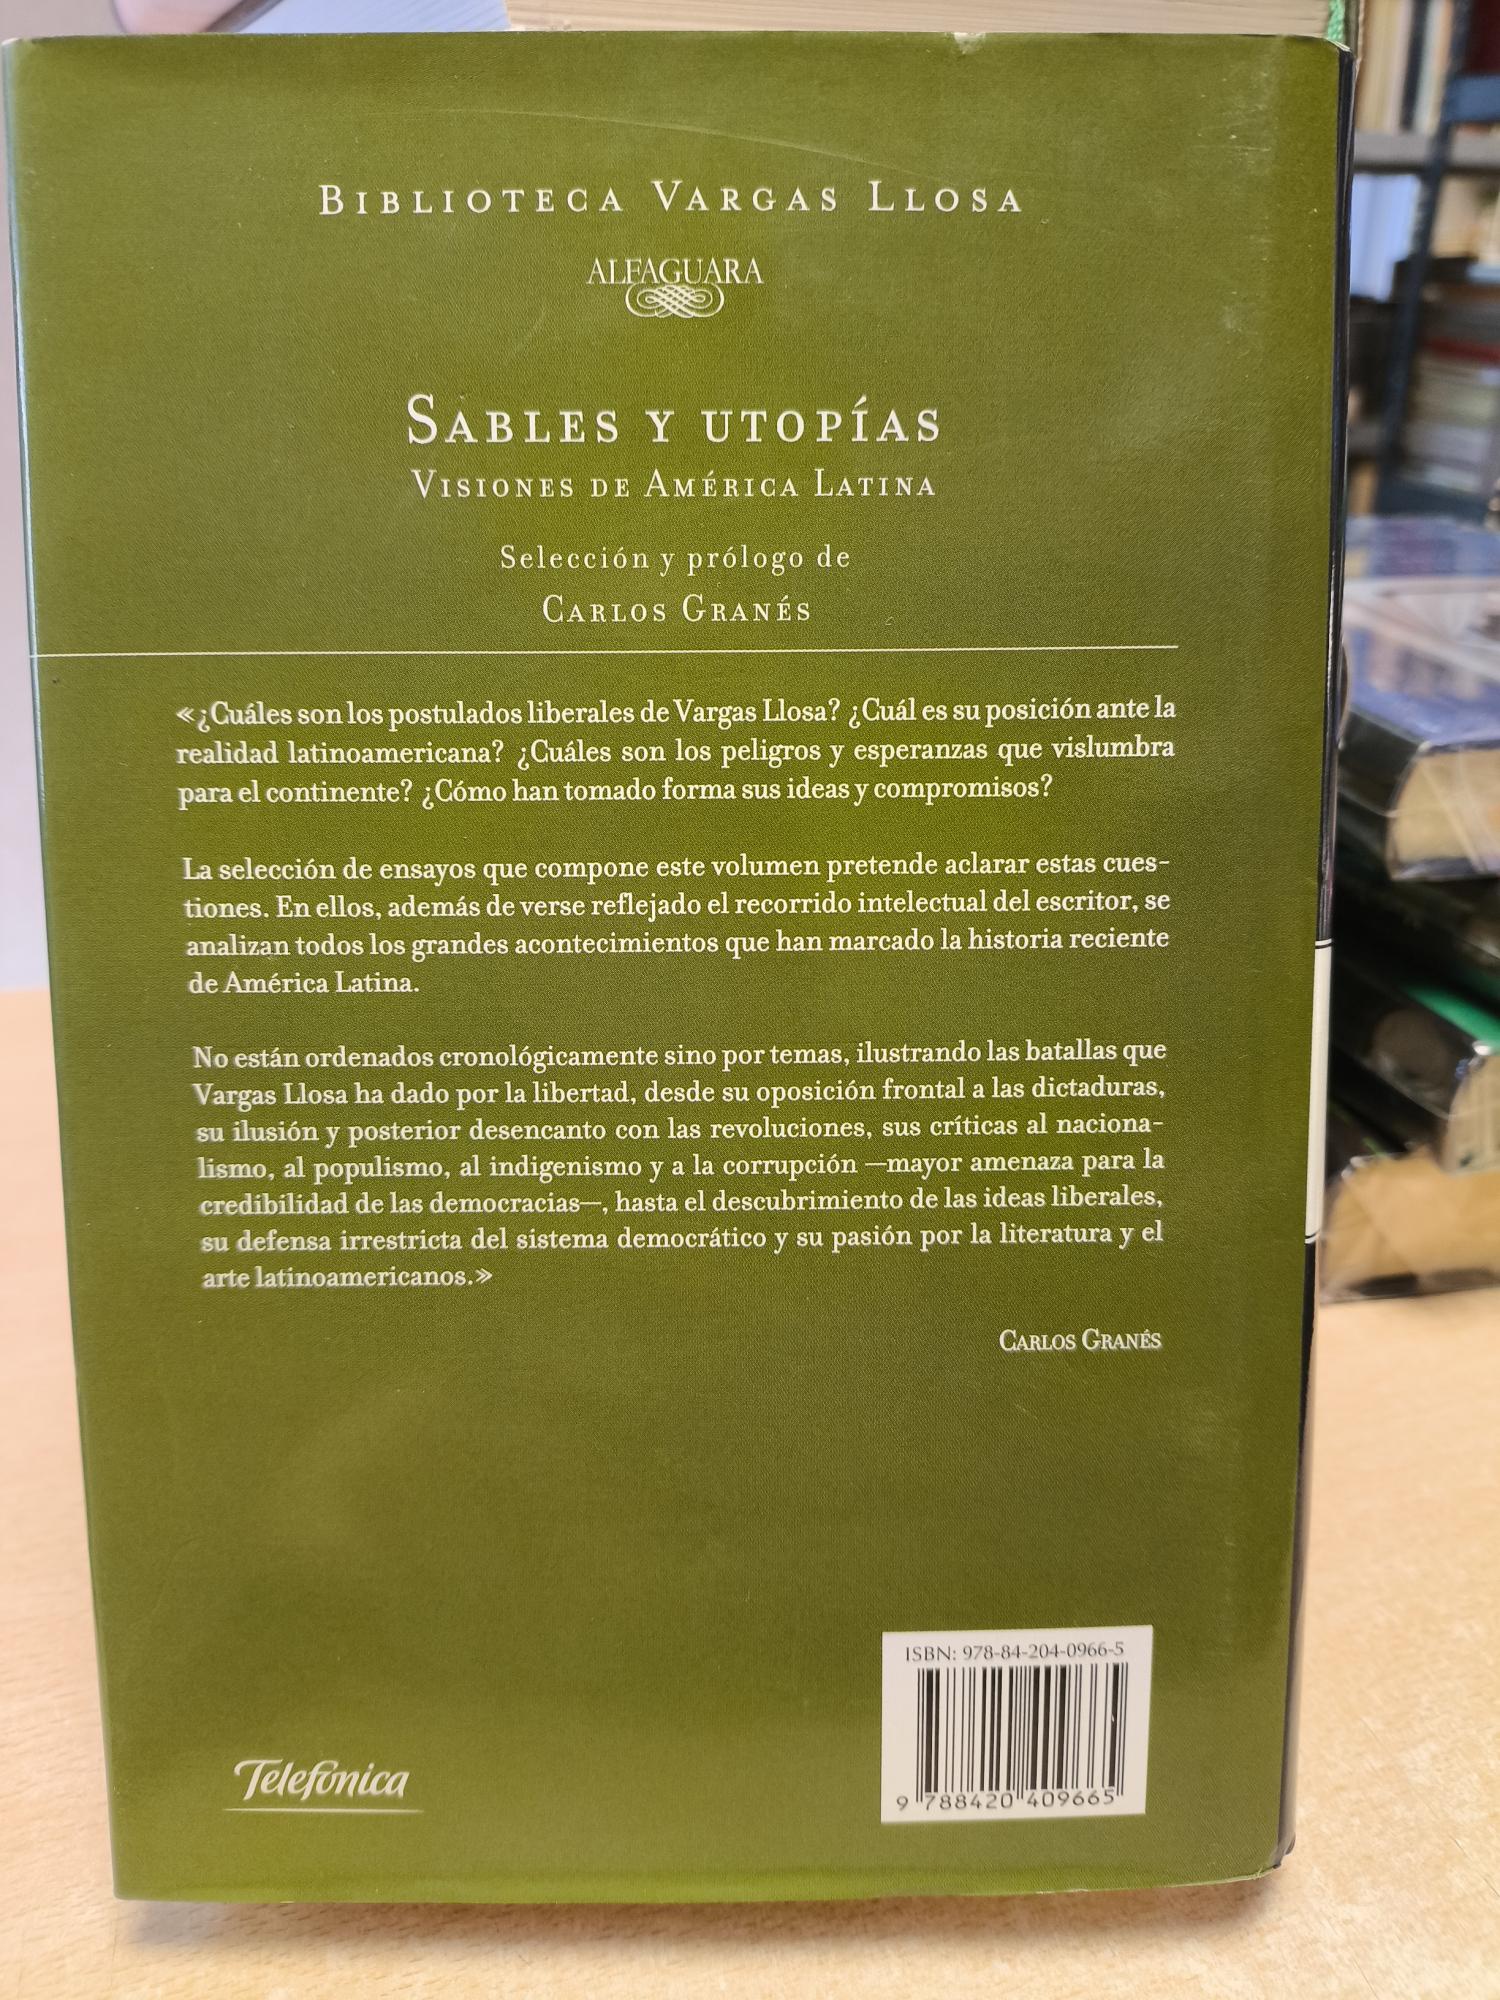 BIBLIOTECA VARGAS LLOSA
ALFAGUARA
SABLES Y UTOPÍAS
VISIONES DE AMÉRICA LATINA
Selección y prólogo de
CARLOS GRANÉS
«¿Cuáles son los postulados liberales de Vargas Llosa? ¿Cuál es su posición ante la
realidad latinoamericana? ¿Cuáles son los peligros y esperanzas que vislumbra
para el continente? ¿Cómo han tomado forma sus ideas y compromisos?
La selección de ensayos que compone este volumen pretende aclarar estas cues-
tiones. En ellos, además de verse reflejado el recorrido intelectual del escritor, se
analizan todos los grandes acontecimientos que han marcado la historia reciente
de América Latina.
No están ordenados cronológicamente sino por temas, ilustrando las batallas que
Vargas Llosa ha dado por la libertad, desde su oposición frontal a las dictaduras,
su ilusión y posterior desencanto con las revoluciones, sus críticas al naciona-
lismo, al populismo, al indigenismo y a la corrupción —mayor amenaza para la
credibilidad de las democracias—, hasta el descubrimiento de las ideas liberales,
su defensa irrestricta del sistema democrático y su pasión por la literatura y el
arte latinoamericanos.»
CARLOS GRANÉS
ISBN: 978-84-204-0966-5
9 788420 409665
Telefónica